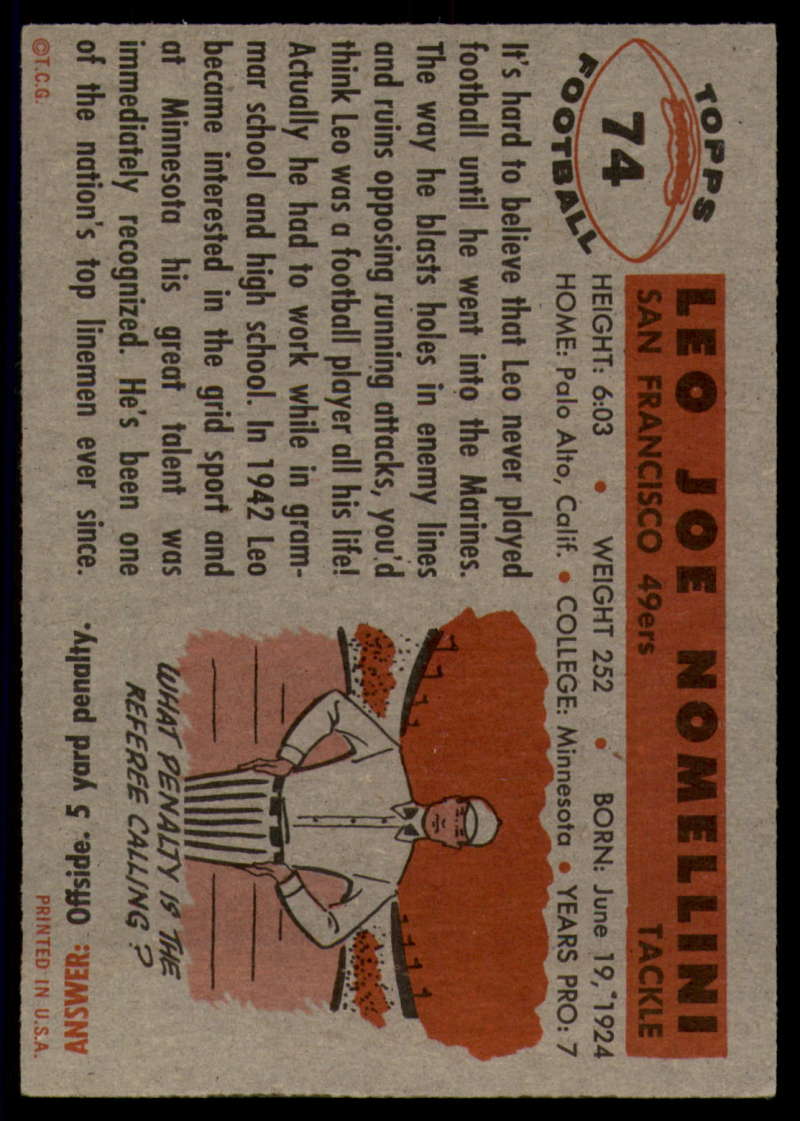 TOPPS
74
FOOTBALL
LEO JOE NOMELLINI
SAN FRANCISCO 49ers TACKLE
HEIGHT: 6:03 • WEIGHT 252 • BORN: June 19, 1924
HOME: Palo Alto, Calif. • COLLEGE: Minnesota • YEARS PRO: 7
It's hard to believe that Leo never played
football until he went into the Marines.
The way he blasts holes in enemy lines
and ruins opposing running attacks, you'd
think Leo was a football player all his life!
Actually he had to work while in gram-
mar school and high school. In 1942 Leo
became interested in the grid sport and
at Minnesota his great talent was
immediately recognized. He's been one
of the nation's top linemen ever since.
WHAT PENALTY IS THE
REFEREE CALLING?
ANSWER: Offside. 5 yard penalty.
©T.C.G.
PRINTED IN U.S.A.